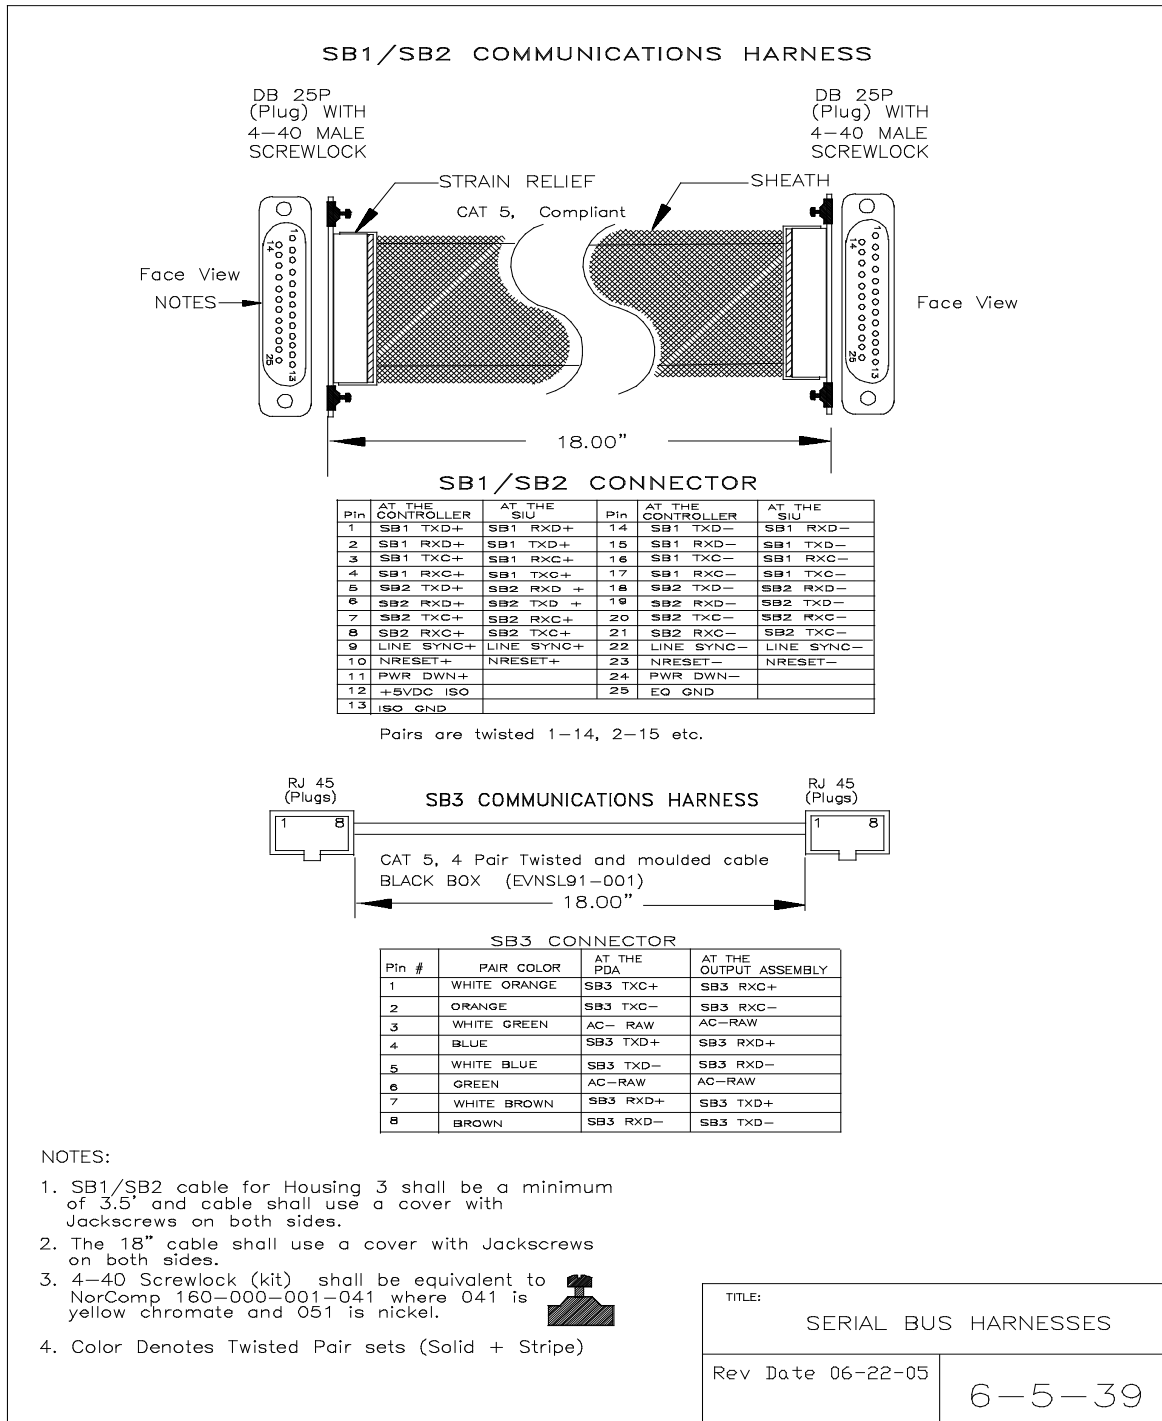 SB1/SB2 COMMUNICATIONS HARNESS
DB 25P
(Plug) WITH
4-40 MALE
SCREWLOCK
DB 25P
(Plug) WITH
4-40 MALE
SCREWLOCK
STRAIN RELIEF
SHEATH
CAT 5, Compliant
1
14
25
13
1
14
25
13
Face View
NOTES
Face View
18.00"
SB1/SB2 CONNECTOR
Pin AT THE CONTROLLER AT THE SIU Pin AT THE CONTROLLER AT THE SIU
1 SB1 TXD+ SB1 RXD+ 14 SB1 TXD- SB1 RXD-
2 SB1 RXD+ SB1 TXD+ 15 SB1 RXD- SB1 TXD-
3 SB1 TXC+ SB1 RXC+ 16 SB1 TXC- SB1 RXC-
4 SB1 RXC+ SB1 TXC+ 17 SB1 RXC- SB1 TXC-
5 SB2 TXD+ SB2 RXD + 18 SB2 TXD- SB2 RXD-
6 SB2 RXD+ SB2 TXD + 19 SB2 RXD- SB2 TXD-
7 SB2 TXC+ SB2 RXC+ 20 SB2 TXC- SB2 RXC-
8 SB2 RXC+ SB2 TXC+ 21 SB2 RXC- SB2 TXC-
9 LINE SYNC+ LINE SYNC+ 22 LINE SYNC- LINE SYNC-
10 NRESET+ NRESET+ 23 NRESET- NRESET-
11 PWR DWN+ 24 PWR DWN-
12 +5VDC ISO 25 EQ GND
13 ISO GND
Pairs are twisted 1-14, 2-15 etc.
RJ 45
(Plugs)
SB3 COMMUNICATIONS HARNESS
RJ 45
(Plugs)
1 8
1 8
CAT 5, 4 Pair Twisted and moulded cable
BLACK BOX (EVNSL91-001)
18.00"
SB3 CONNECTOR
Pin # PAIR COLOR AT THE PDA AT THE OUTPUT ASSEMBLY
1 WHITE ORANGE SB3 TXC+ SB3 RXC+
2 ORANGE SB3 TXC- SB3 RXC-
3 WHITE GREEN AC- RAW AC-RAW
4 BLUE SB3 TXD+ SB3 RXD+
5 WHITE BLUE SB3 TXD- SB3 RXD-
6 GREEN AC-RAW AC-RAW
7 WHITE BROWN SB3 RXD+ SB3 TXD+
8 BROWN SB3 RXD- SB3 TXD-
NOTES:
1. SB1/SB2 cable for Housing 3 shall be a minimum
of 3.5' and cable shall use a cover with
Jackscrews on both sides.
2. The 18" cable shall use a cover with Jackscrews
on both sides.
3. 4-40 Screwlock (kit) shall be equivalent to
NorComp 160-000-001-041 where 041 is
yellow chromate and 051 is nickel.
4. Color Denotes Twisted Pair sets (Solid + Stripe)
TITLE:
SERIAL BUS HARNESSES
Rev Date 06-22-05
6-5-39